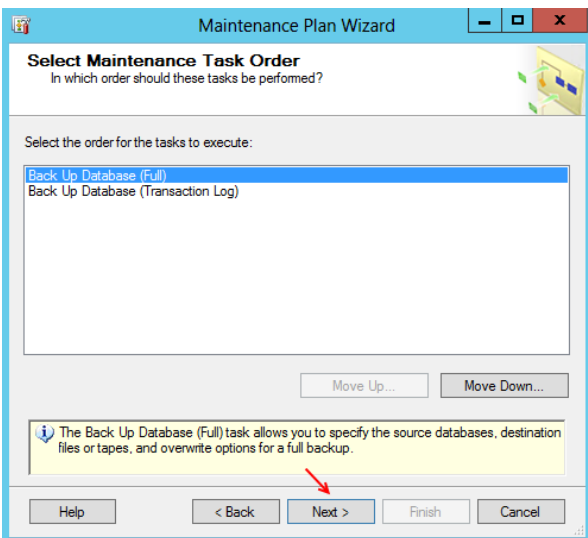 Maintenance Plan Wizard
Select Maintenance Task Order
In which order should these tasks be performed?
Select the order for the tasks to execute:
Back Up Database (Full)
Back Up Database (Transaction Log)
Move Up...
Move Down...
The Back Up Database (Full) task allows you to specify the source databases, destination
files or tapes, and overwrite options for a full backup.
Help
< Back
Next >
Finish
Cancel